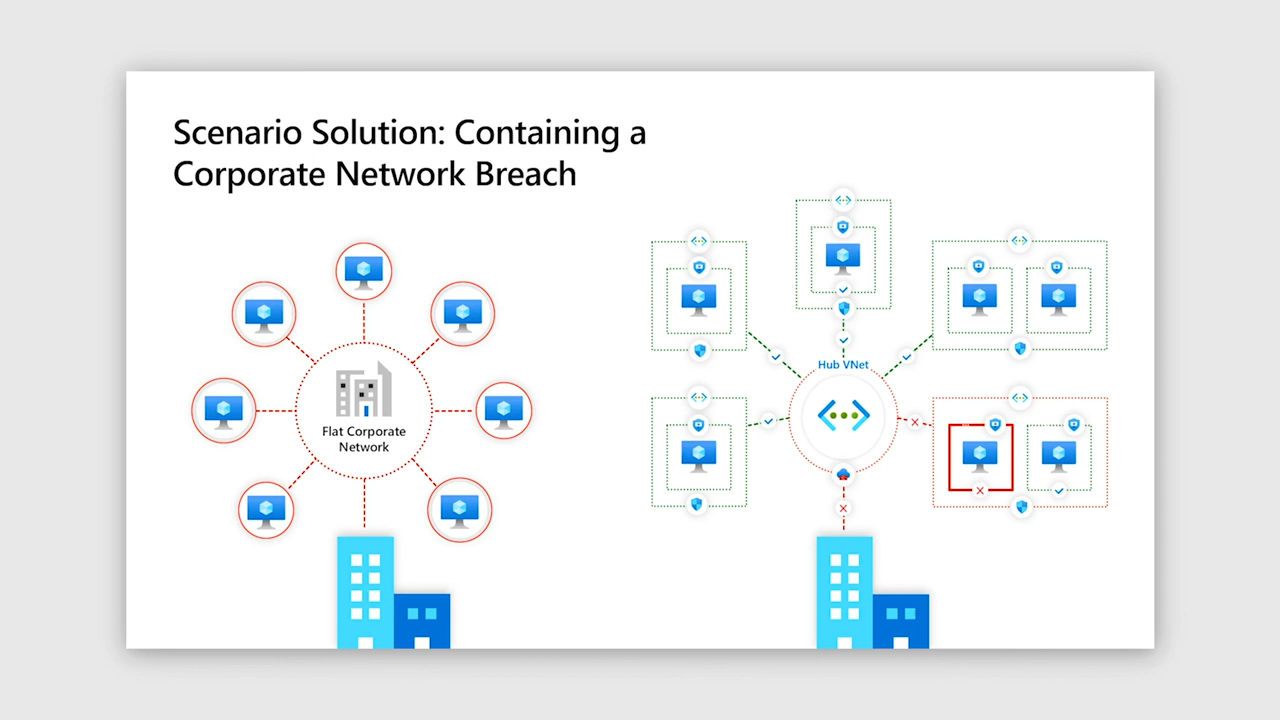 Scenario Solution: Containing a
Corporate Network Breach
Flat Corporate
Network
Hub VNet